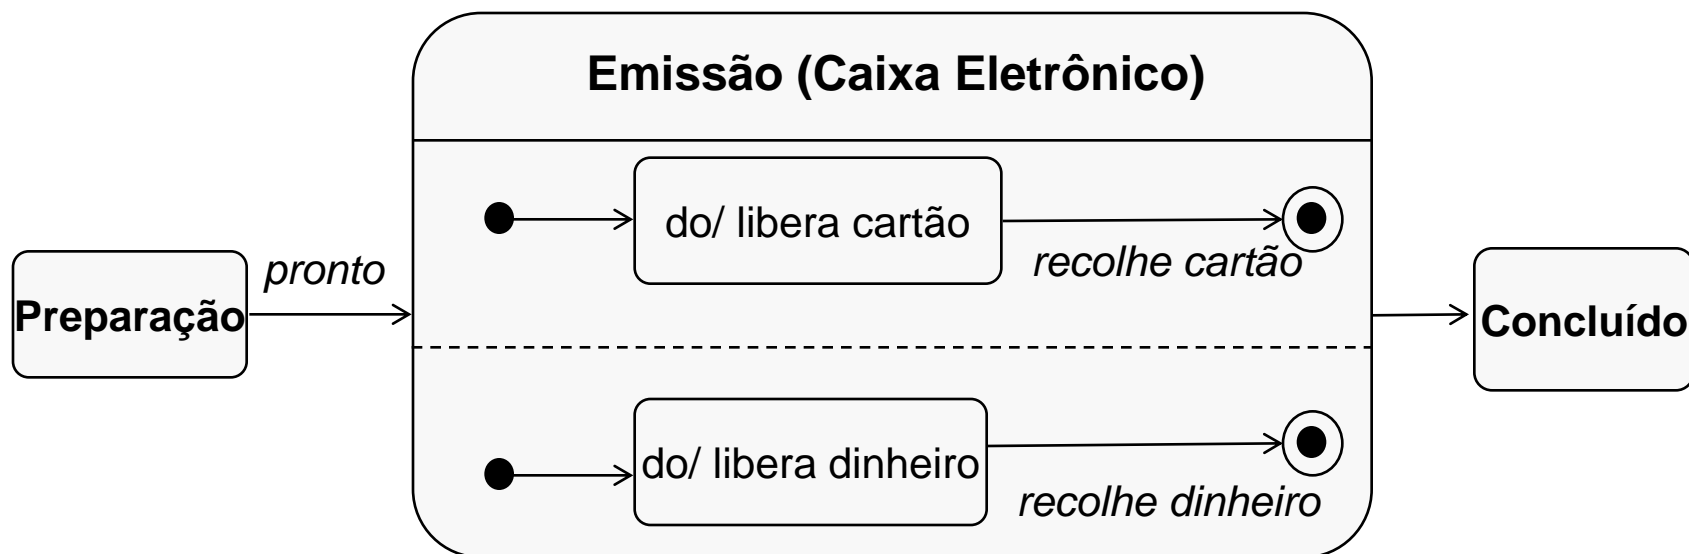 Emissão (Caixa Eletrônico)
do/ libera cartão
recolhe cartão
pronto
Preparação
Concluído
do/ libera dinheiro
recolhe dinheiro